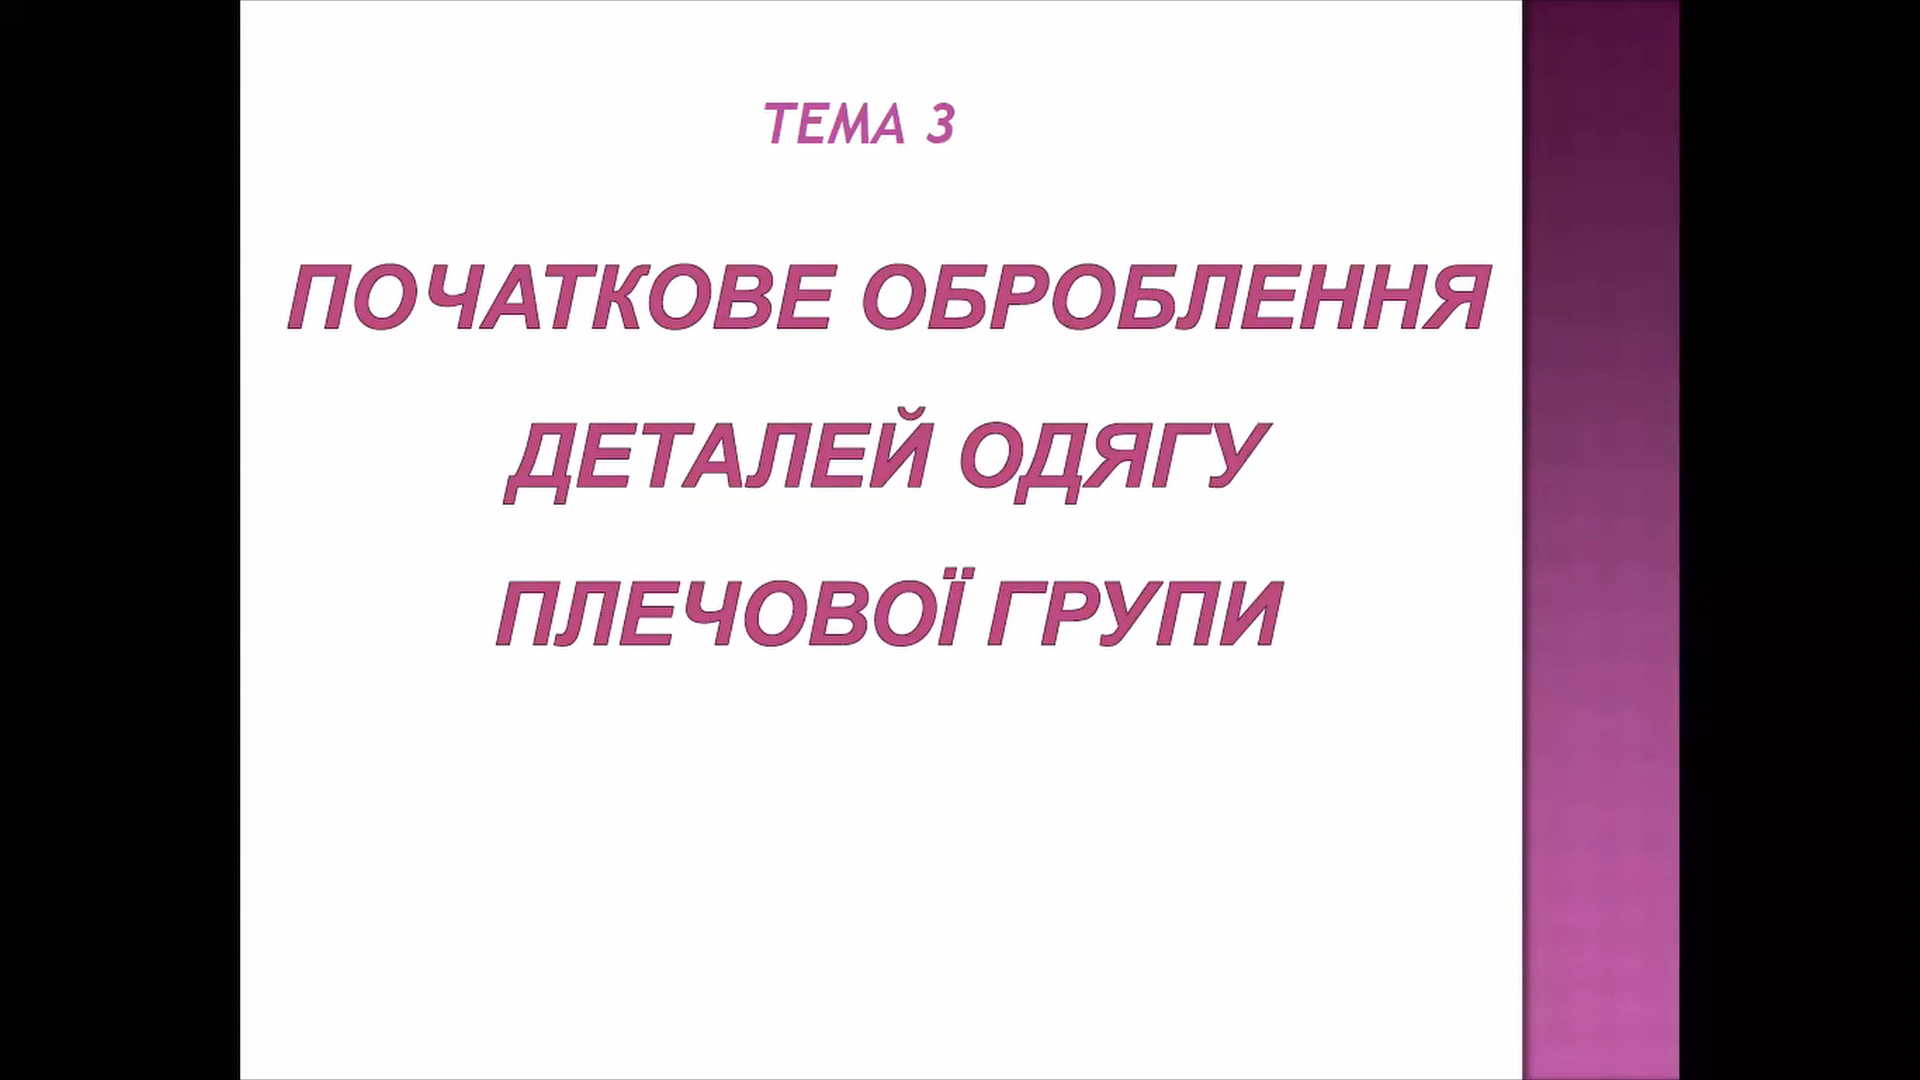 ТЕМА 3
ПОЧАТКОВЕ ОБРОБЛЕННЯ
ДЕТАЛЕЙ ОДЯГУ
ПЛЕЧОВОЇ ГРУПИ